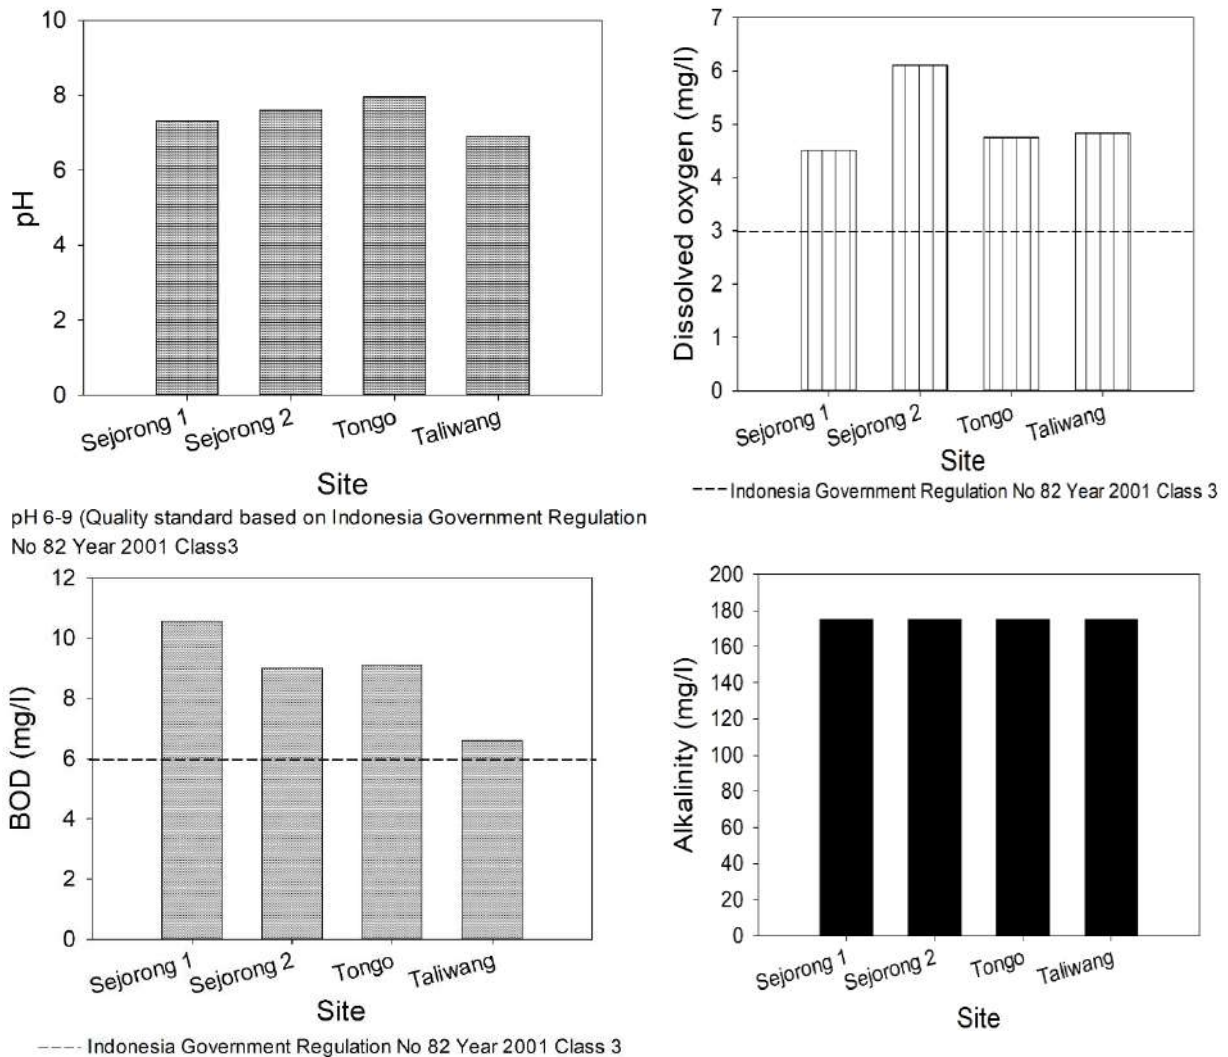 10
8
6
4
2
0
pH
Sejorong 1
Sejorong 2
Tongo
Taliwang
Site
pH 6-9 (Quality standard based on Indonesia Government Regulation
No 82 Year 2001 Class3
7
6
5
4
3
2
1
0
Dissolved oxygen (mg/l)
Sejorong 1
Sejorong 2
Tongo
Taliwang
Site
Indonesia Government Regulation No 82 Year 2001 Class 3
12
10
8
6
4
2
0
BOD (mg/l)
Sejorong 1
Sejorong 2
Tongo
Taliwang
Site
Indonesia Government Regulation No 82 Year 2001 Class 3
200
180
160
140
120
100
80
60
40
20
0
Alkalinity (mg/l)
Sejorong 1
Sejorong 2
Tongo
Taliwang
Site